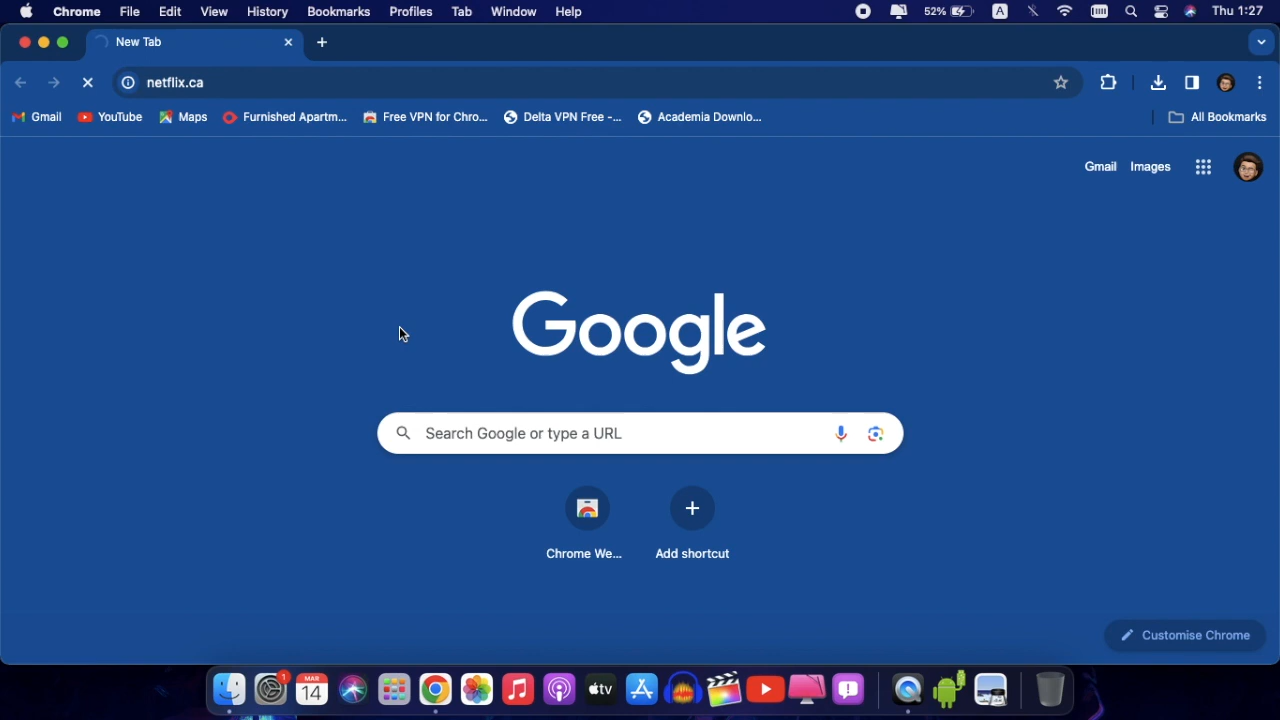 Chrome File Edit View History Bookmarks Profiles Tab Window Help 52% A Thu 1:27
New Tab
netflix.ca
Gmail YouTube Maps Furnished Apartm... Free VPN for Chro... Delta VPN Free -... Academia Downlo... All Bookmarks
Gmail Images
Google
Search Google or type a URL
Chrome We... Add shortcut
Customise Chrome
1
MAR
14
tv